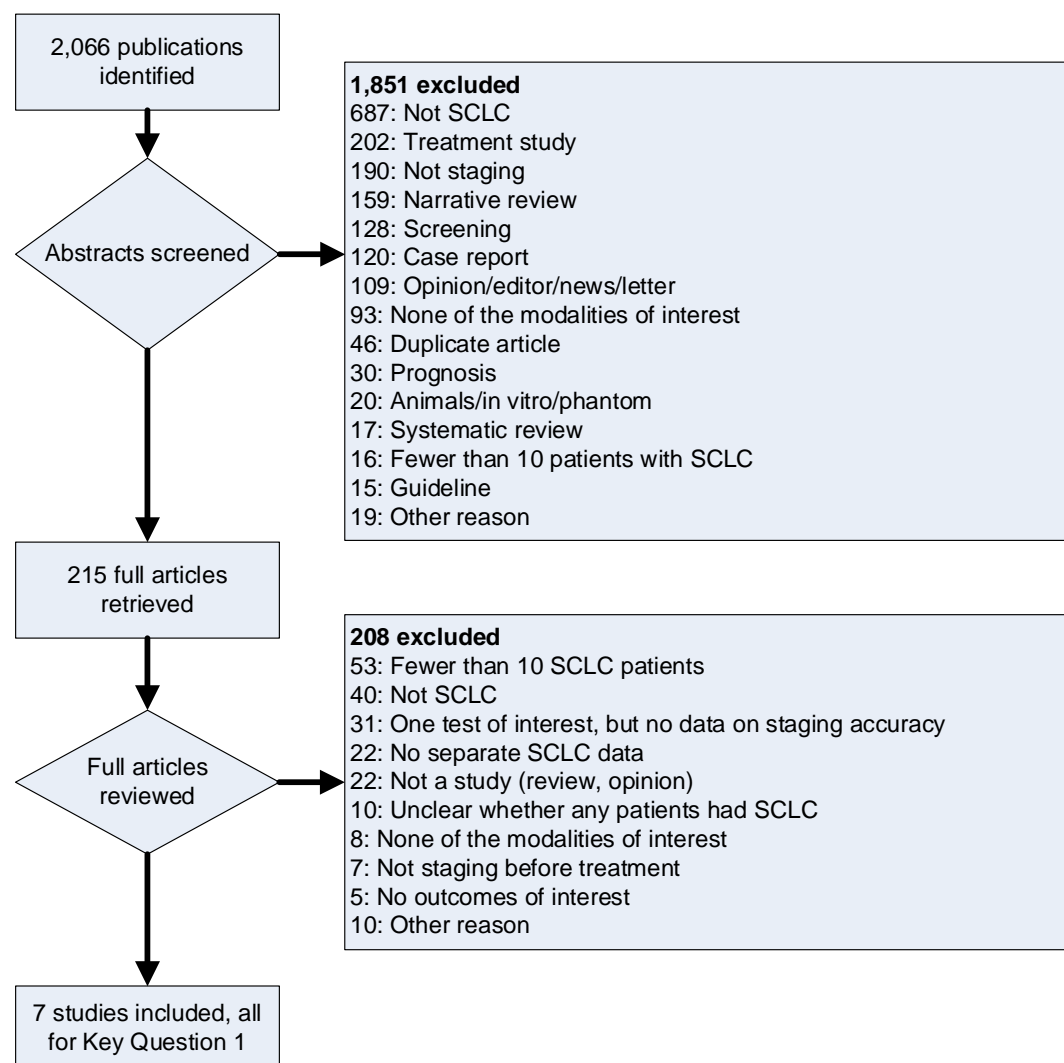 2,066 publications
identified
1,851 excluded
687: Not SCLC
202: Treatment study
190: Not staging
159: Narrative review
128: Screening
120: Case report
109: Opinion/editor/news/letter
93: None of the modalities of interest
46: Duplicate article
30: Prognosis
20: Animals/in vitro/phantom
17: Systematic review
16: Fewer than 10 patients with SCLC
15: Guideline
19: Other reason
Abstracts screened
215 full articles
retrieved
208 excluded
53: Fewer than 10 SCLC patients
40: Not SCLC
31: One test of interest, but no data on staging accuracy
22: No separate SCLC data
22: Not a study (review, opinion)
10: Unclear whether any patients had SCLC
8: None of the modalities of interest
7: Not staging before treatment
5: No outcomes of interest
10: Other reason
Full articles
reviewed
7 studies included, all
for Key Question 1